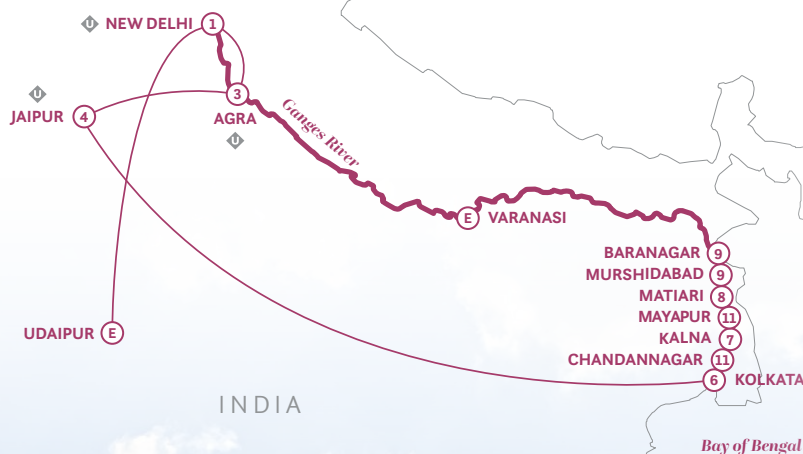 U NEW DELHI 1
U
JAIPUR 4
3
AGRA
U
Ganges River
E VARANASI
BARANAGAR 9
MURSHIDABAD 9
MATIARI 8
MAYAPUR 11
KALNA 7
CHANDANNAGAR 11
6 KOLKATA
UDAIPUR E
INDIA
Bay of Bengal